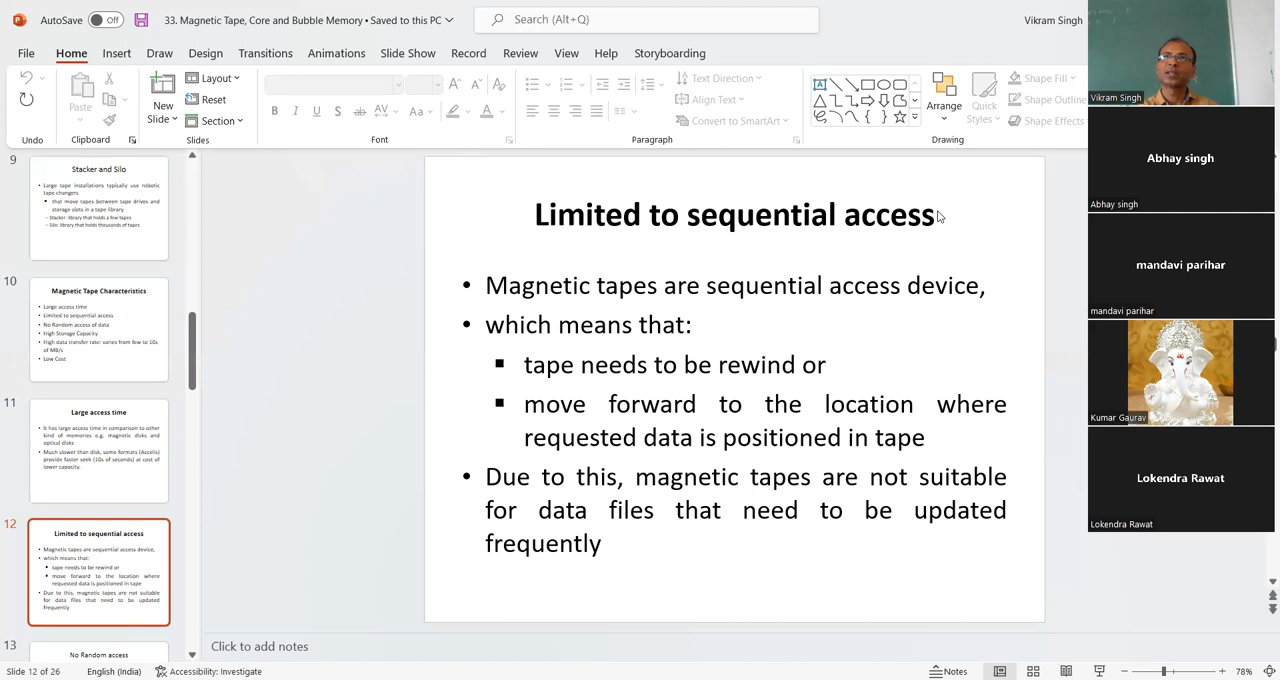 AutoSave
Off
33. Magnetic Tape, Core and Bubble Memory • Saved to this PC
Search (Alt+Q)
Vikram Singh
File
Home
Insert
Draw
Design
Transitions
Animations
Slide Show
Record
Review
View
Help
Storyboarding
Paste
New
Slide
Layout
Reset
Section
B
I
U
S
ab
AV
Aa
A
Text Direction
Align Text
Convert to SmartArt
Arrange
Quick
Styles
Shape Fill
Shape Outline
Shape Effects
Undo
Clipboard
Slides
Font
Paragraph
Drawing
9
Stacker and Silo
• Large tape installations typically use robotic
tape changers
▪ that move tapes between tape drives and
storage slots in a tape library
– Stacker: library that holds a few tapes
– Silo: library that holds thousands of tapes
10
Magnetic Tape Characteristics
• Large access time
• Limited to sequential access
• No Random access of data
• High Storage Capacity
• High data transfer rate: varies from few to 10s
of MB/s
• Low Cost
11
Large access time
• It has large access time in comparison to other
kind of memories e.g. magnetic disks and
optical disks
• Much slower than disk, some formats (Accelis)
provide faster seek (10s of seconds) at cost of
lower capacity.
12
Limited to sequential access
• Magnetic tapes are sequential access device,
• which means that:
▪ tape needs to be rewind or
▪ move forward to the location where
requested data is positioned in tape
• Due to this, magnetic tapes are not suitable
for data files that need to be updated
frequently
13
No Random access
Limited to sequential access
• Magnetic tapes are sequential access device,
• which means that:
▪ tape needs to be rewind or
▪ move forward to the location where
requested data is positioned in tape
• Due to this, magnetic tapes are not suitable
for data files that need to be updated
frequently
Click to add notes
Vikram Singh
Abhay singh
Abhay singh
mandavi parihar
mandavi parihar
Kumar Gaurav
Lokendra Rawat
Lokendra Rawat
Slide 12 of 26
English (India)
Accessibility: Investigate
Notes
78%